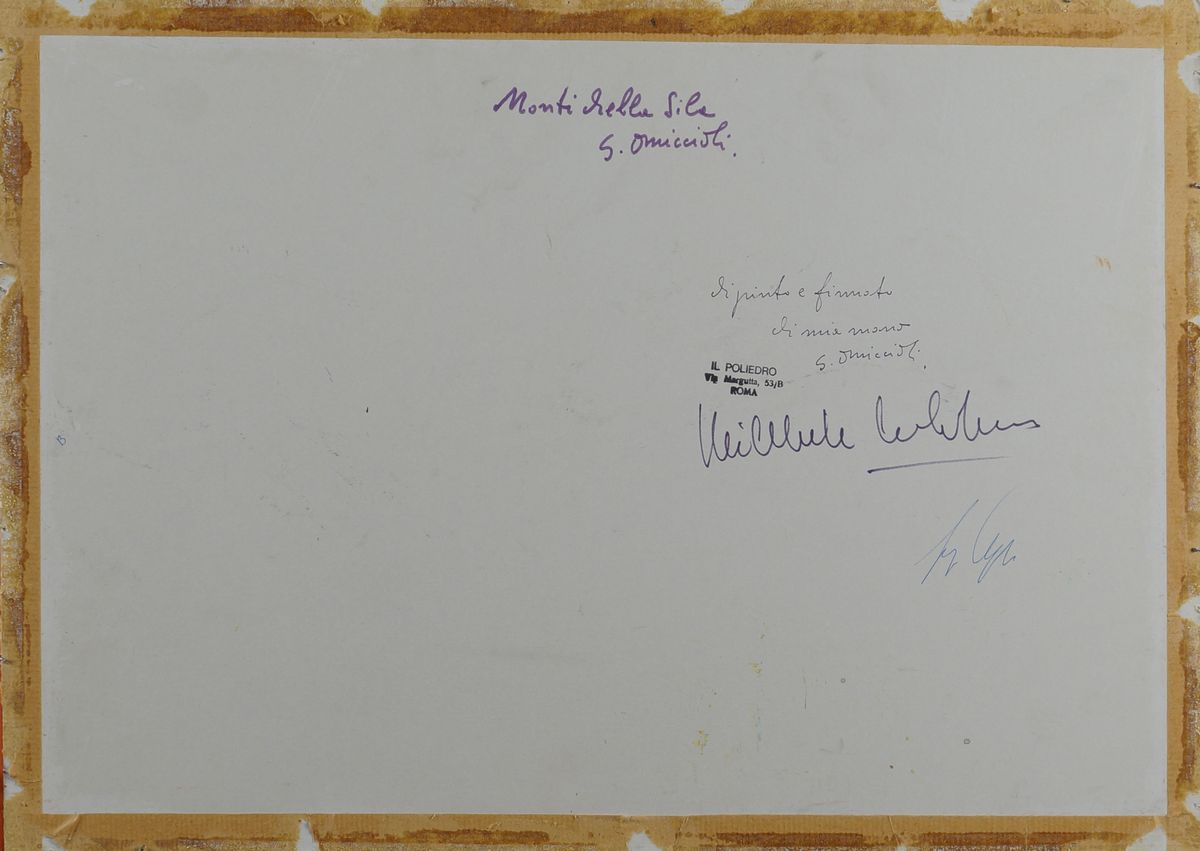 Monti della Sila
G. Omiccioli.
dipinto e firmato
di mia mano
G. Omiccioli.
IL POLIEDRO
Via Margutta, 53/B
ROMA
B